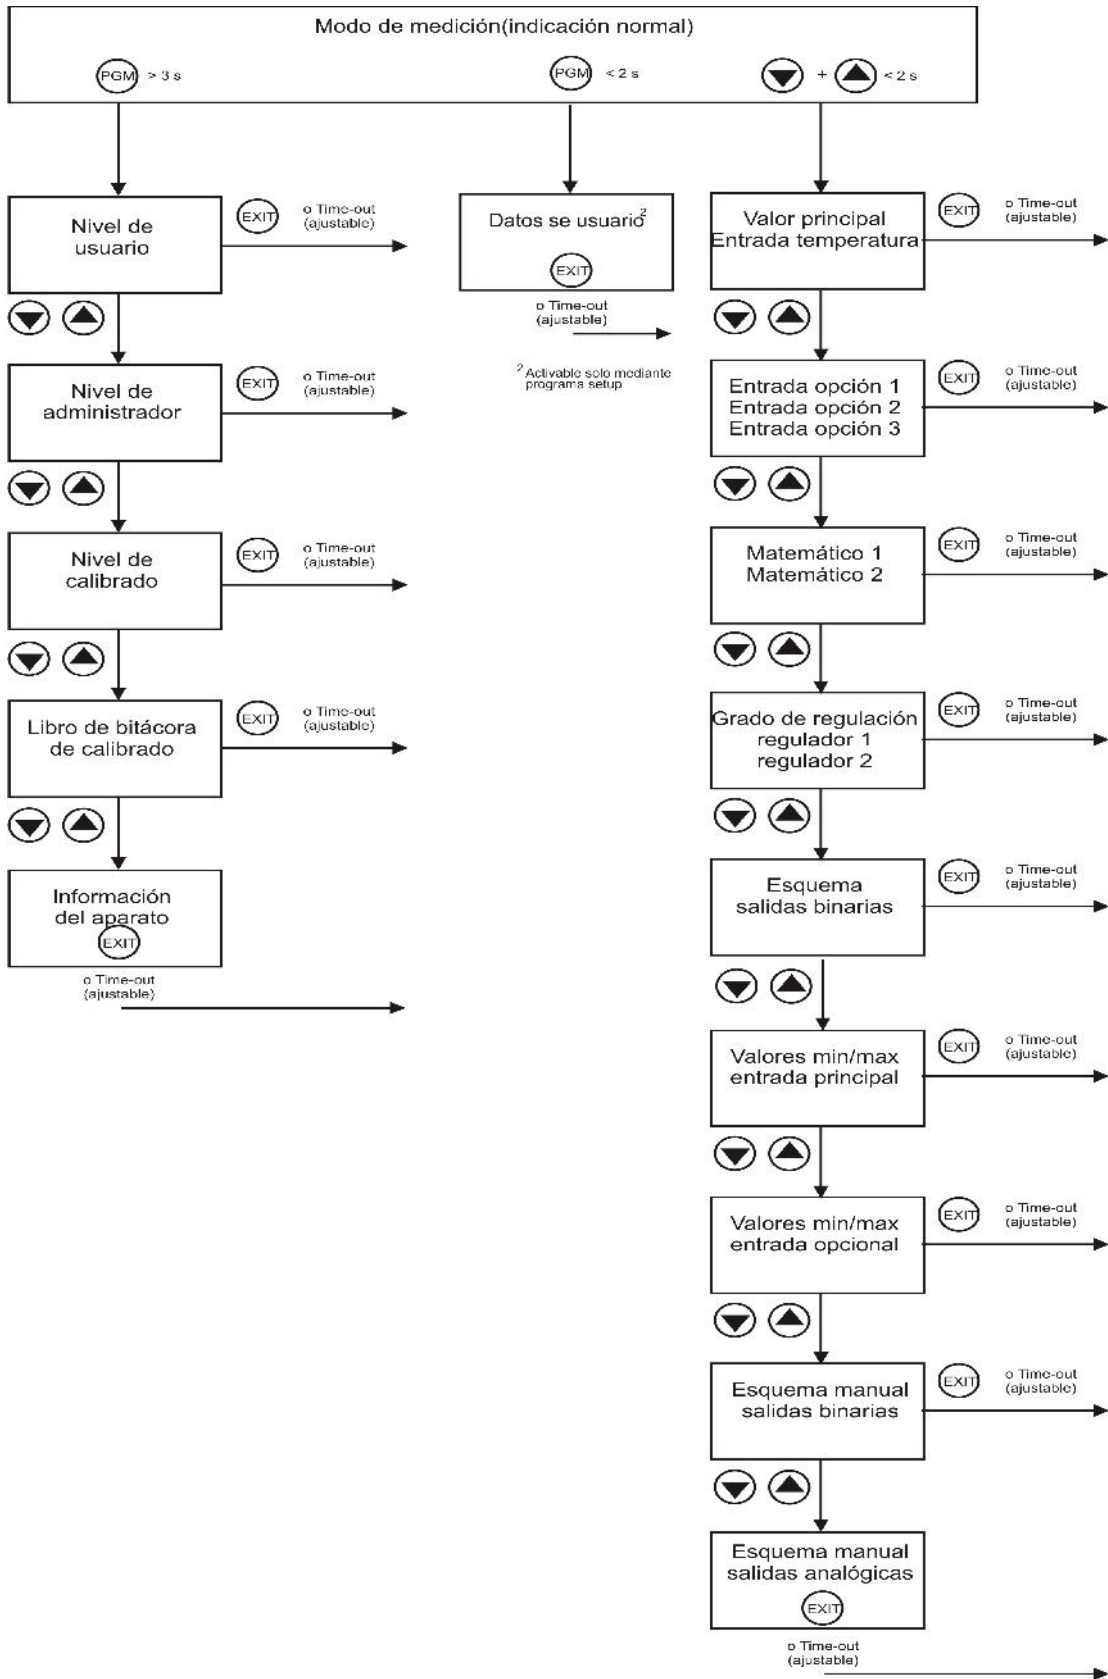 Modo de medición(indicación normal)
PGM > 3 s
PGM < 2 s
+ < 2 s
Nivel de
usuario
EXIT
o Time-out
(ajustable)
Nivel de
administrador
EXIT
o Time-out
(ajustable)
Nivel de
calibrado
EXIT
o Time-out
(ajustable)
Libro de bitácora
de calibrado
EXIT
o Time-out
(ajustable)
Información
del aparato
EXIT
o Time-out
(ajustable)
Datos se usuario2
EXIT
o Time-out
(ajustable)
2 Activable solo mediante
programa setup
Valor principal
Entrada temperatura
EXIT
o Time-out
(ajustable)
Entrada opción 1
Entrada opción 2
Entrada opción 3
EXIT
o Time-out
(ajustable)
Matemático 1
Matemático 2
EXIT
o Time-out
(ajustable)
Grado de regulación
regulador 1
regulador 2
EXIT
o Time-out
(ajustable)
Esquema
salidas binarias
EXIT
o Time-out
(ajustable)
Valores min/max
entrada principal
EXIT
o Time-out
(ajustable)
Valores min/max
entrada opcional
EXIT
o Time-out
(ajustable)
Esquema manual
salidas binarias
EXIT
o Time-out
(ajustable)
Esquema manual
salidas analógicas
EXIT
o Time-out
(ajustable)